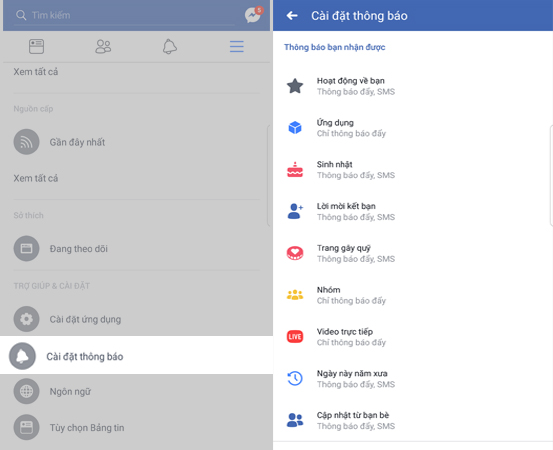 Tìm kiếm
5
Xem tất cả
Nguồn cấp
Gần đây nhất
Xem tất cả
Sở thích
Đang theo dõi
TRỢ GIÚP & CÀI ĐẶT
Cài đặt ứng dụng
Cài đặt thông báo
Ngôn ngữ
Tùy chọn Bảng tin
Cài đặt thông báo
Thông báo bạn nhận được
Hoạt động về bạn
Thông báo đẩy, SMS
Ứng dụng
Chỉ thông báo đẩy
Sinh nhật
Thông báo đẩy, SMS
Lời mời kết bạn
Thông báo đẩy, SMS
Trang gây quỹ
Thông báo đẩy, SMS
Nhóm
Chỉ thông báo đẩy
LIVE
Video trực tiếp
Chỉ thông báo đẩy
Ngày này năm xưa
Thông báo đẩy, SMS
Cập nhật từ bạn bè
Thông báo đẩy, SMS